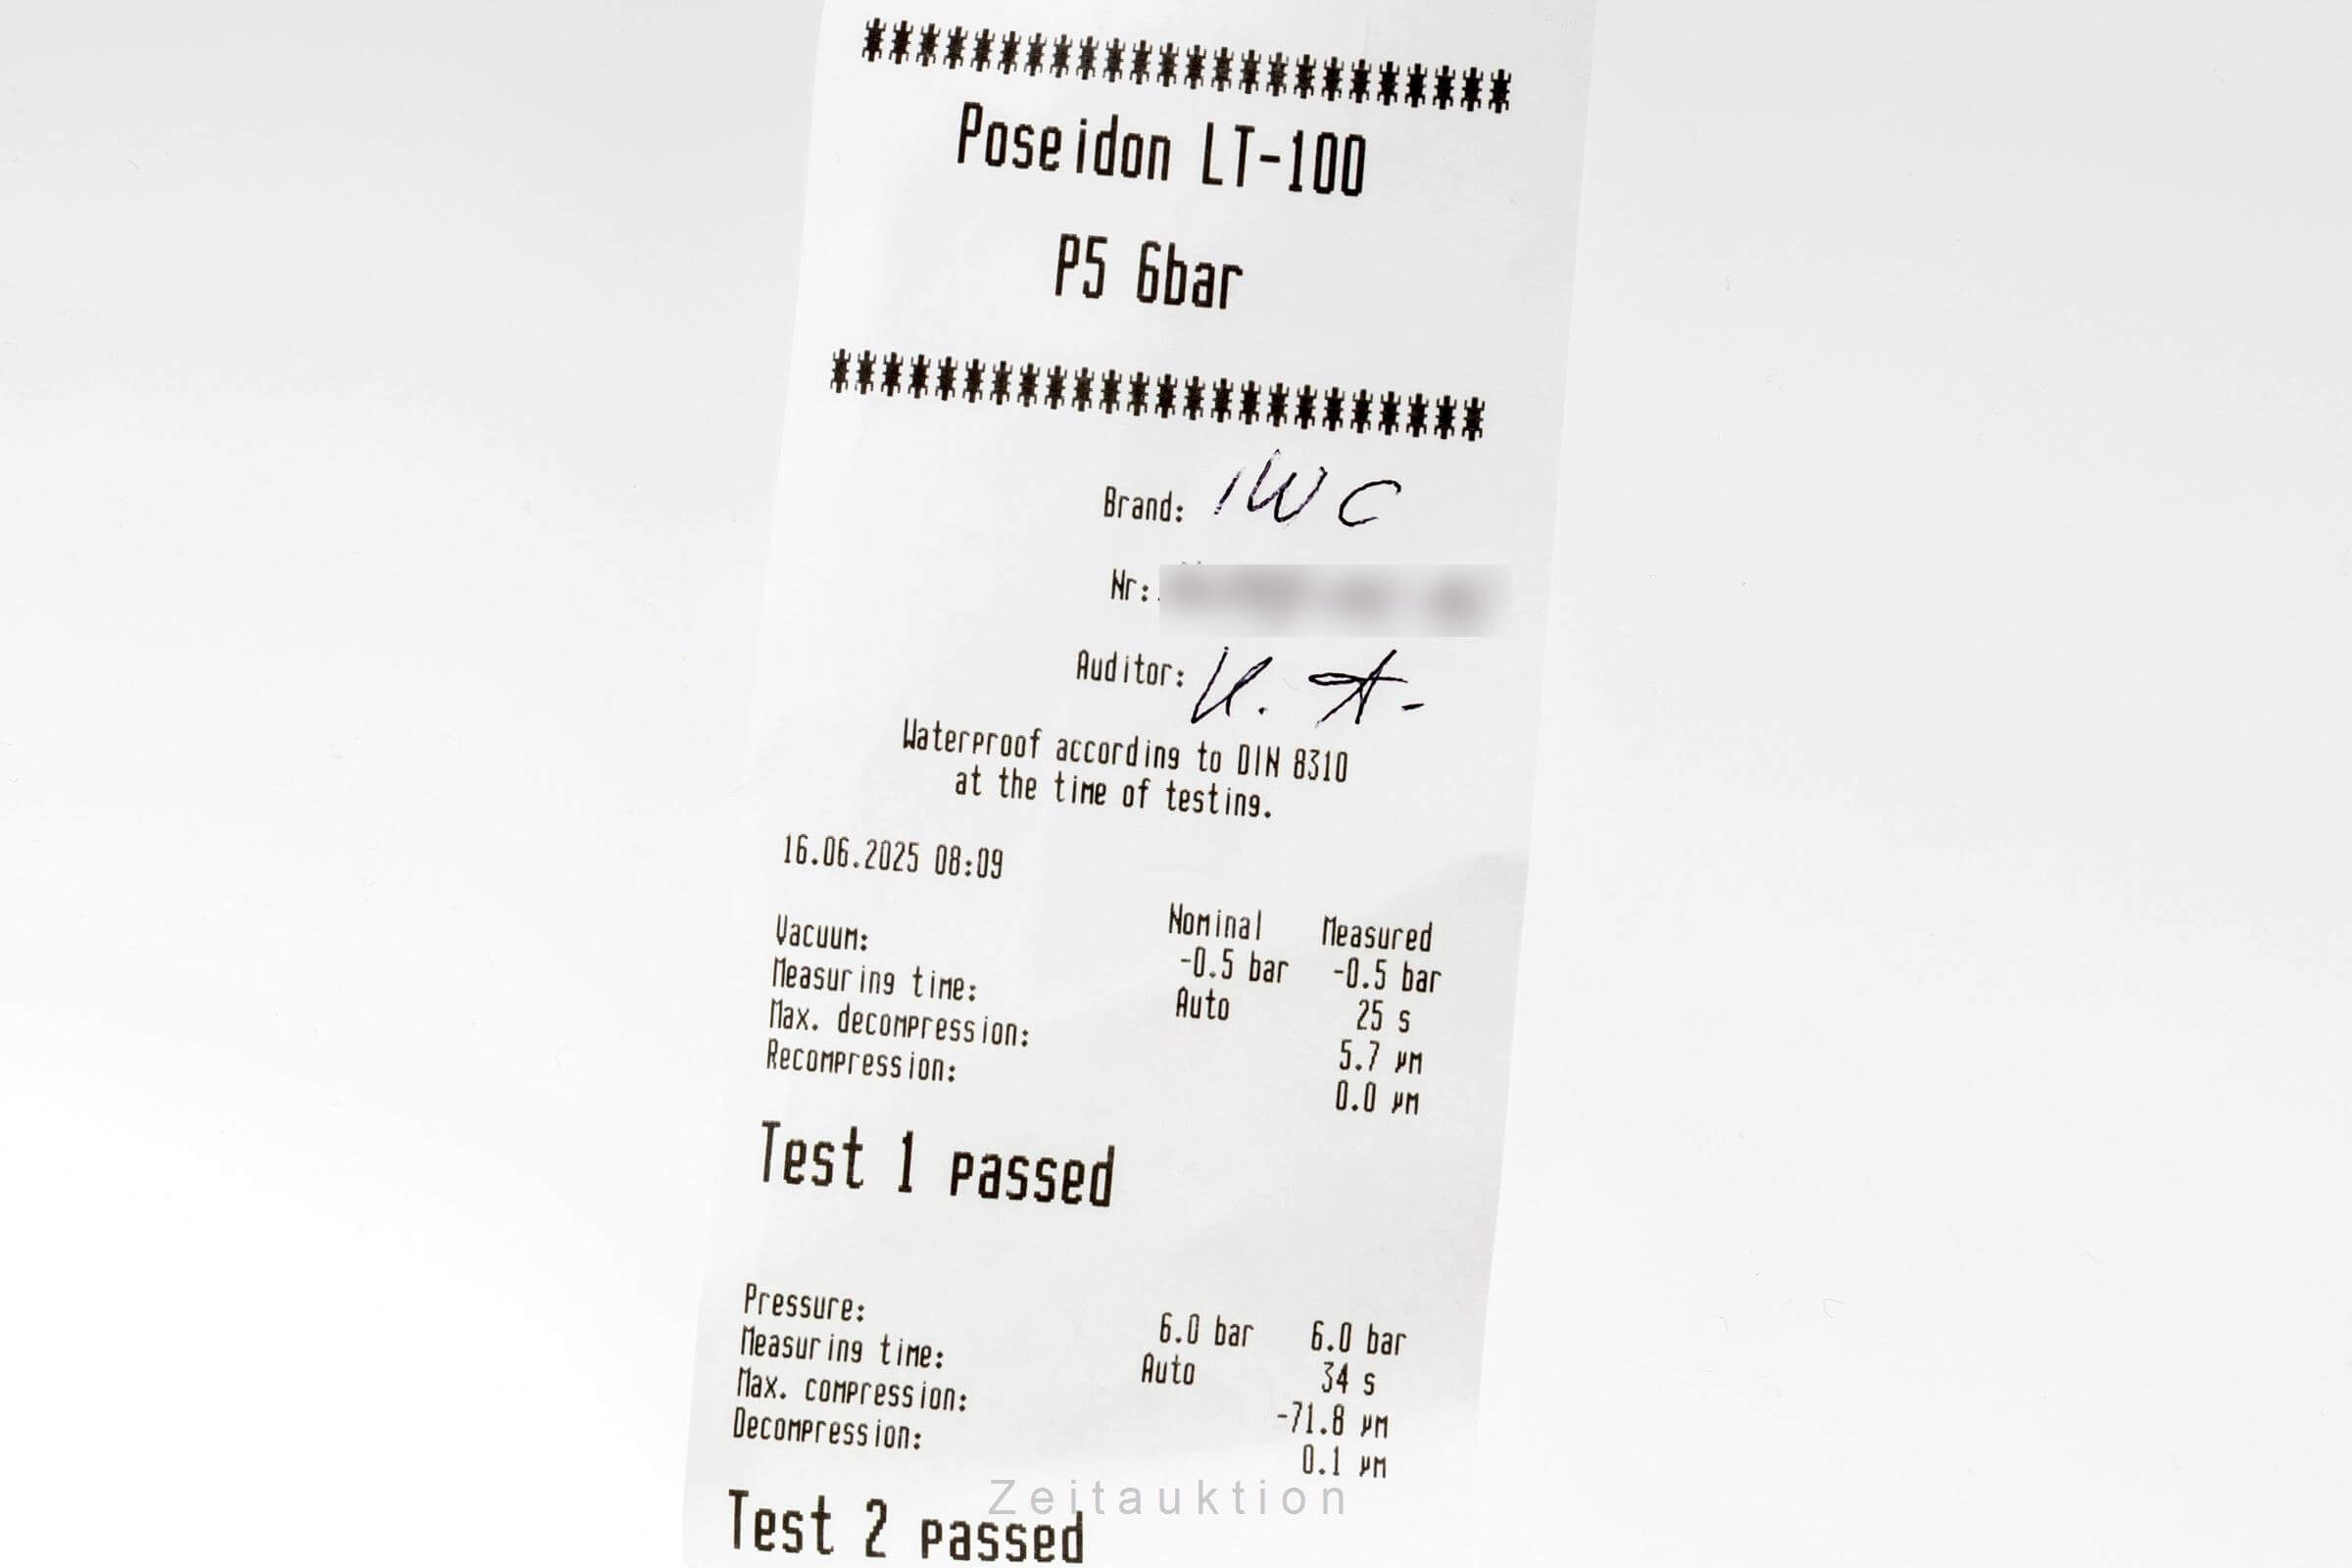 ************************
Poseidon LT-100
P5 6bar
************************
Brand: IWC
Nr:
Auditor: K. A.
Waterproof according to DIN 8310
at the time of testing.
16.06.2025 08:09
Nominal Measured
Vacuum: -0.5 bar -0.5 bar
Measuring time: Auto 25 s
Max. decompression: 5.7 µm
Recompression: 0.0 µm
Test 1 passed
Pressure: 6.0 bar 6.0 bar
Measuring time: Auto 34 s
Max. compression: -71.8 µm
Decompression: 0.1 µm
Zeitauktion
Test 2 passed